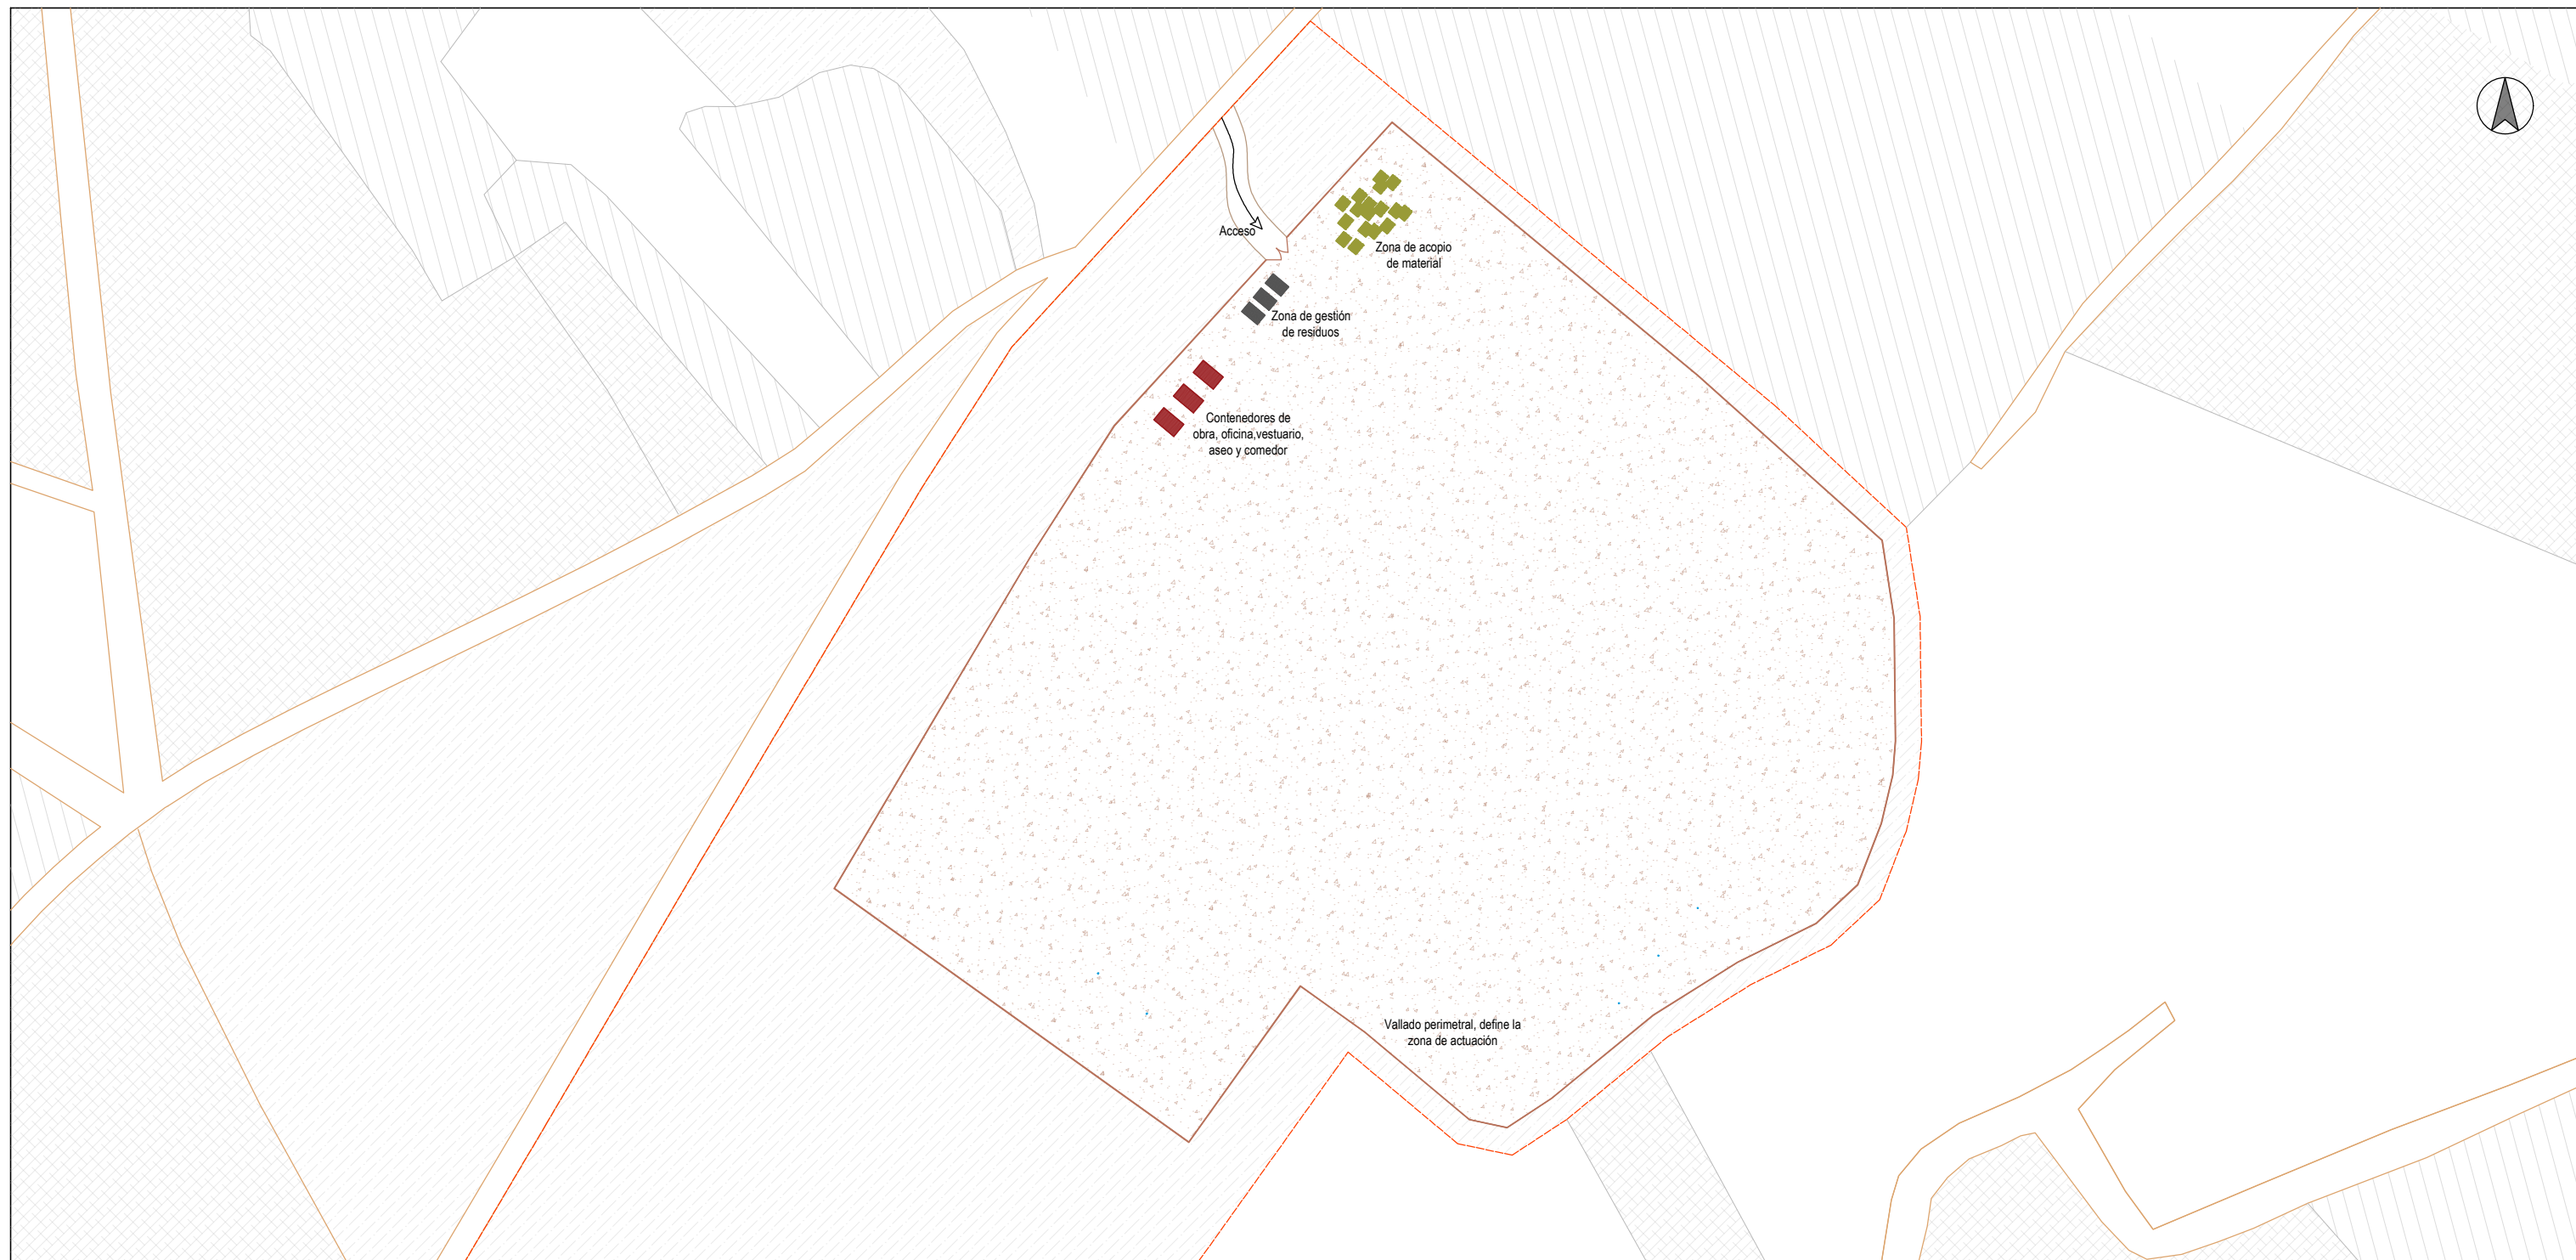 Acceso
Zona de acopio
de material
Zona de gestión
de residuos
Contenedores de
obra, oficina,vestuario,
aseo y comedor
Vallado perimetral, define la
zona de actuación